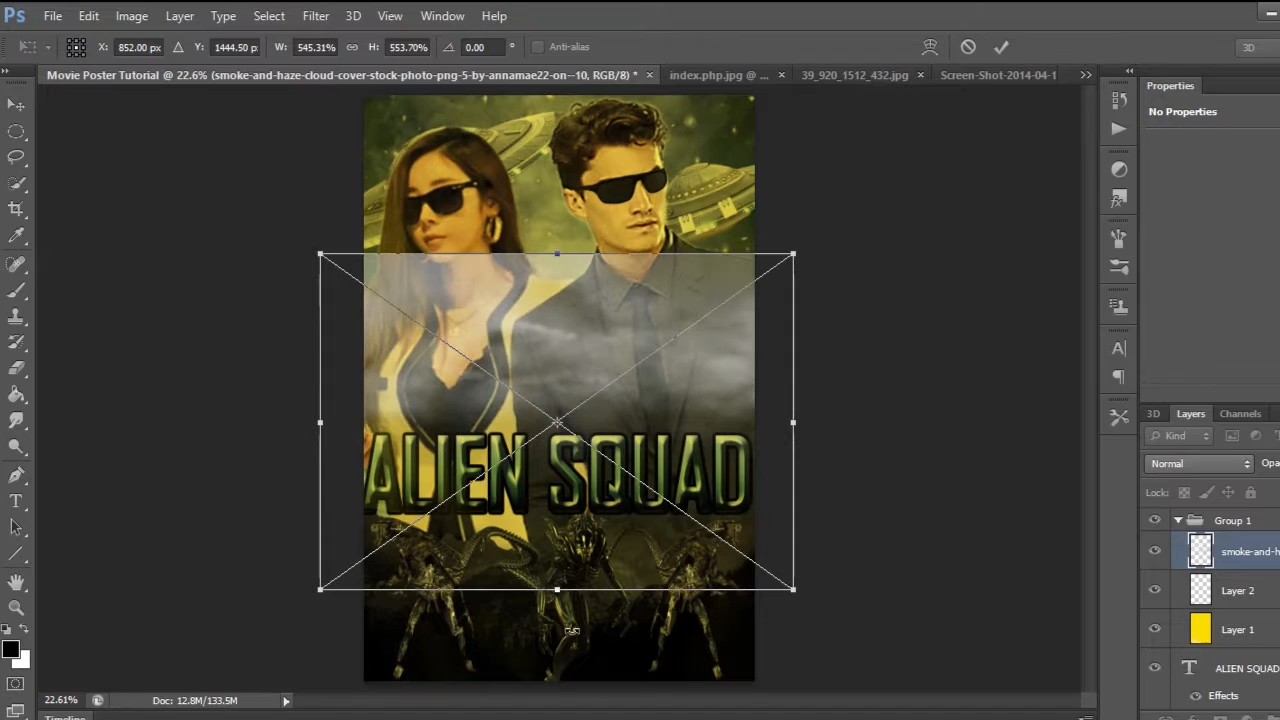 Ps File Edit Image Layer Type Select Filter 3D View Window Help
X: 852.00 px Y: 1444.50 p W: 545.31% H: 553.70% 0.00 ° Anti-alias 3D
Movie Poster Tutorial @ 22.6% (smoke-and-haze-cloud-cover-stock-photo-png-5-by-annamae22-on--10, RGB/8) * × index.php.jpg @ ... × 39_920_1512_432.jpg × Screen-Shot-2014-04-1 >>
Properties
No Properties
ALIEN SQUAD
3D Layers Channels
Kind
Normal Opa
Lock:
Group 1
smoke-and-h
Layer 2
Layer 1
T ALIEN SQUAD
Effects
22.61% Doc: 12.8M/133.5M
Timeline